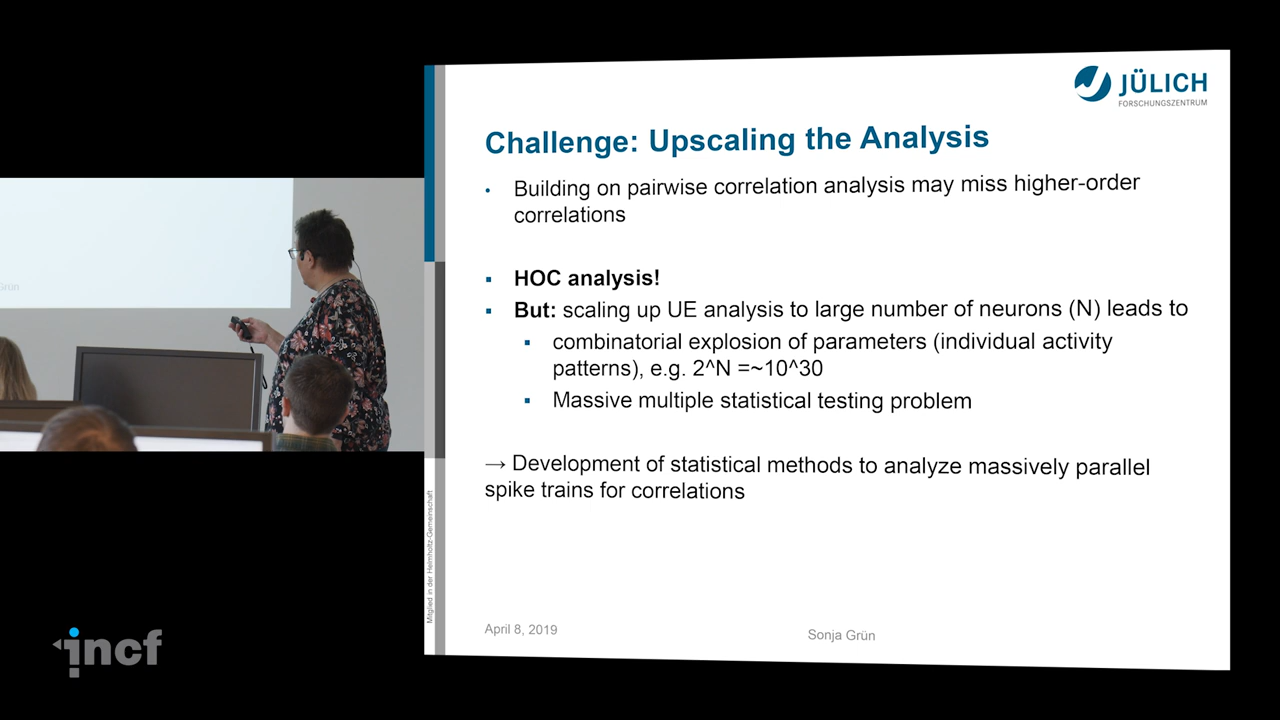 JÜLICH
FORSCHUNGSZENTRUM
Challenge: Upscaling the Analysis
• Building on pairwise correlation analysis may miss higher-order
correlations
▪ HOC analysis!
▪ But: scaling up UE analysis to large number of neurons (N) leads to
▪ combinatorial explosion of parameters (individual activity
patterns), e.g. 2^N =~10^30
▪ Massive multiple statistical testing problem
→ Development of statistical methods to analyze massively parallel
spike trains for correlations
Mitglied in der Helmholtz-Gemeinschaft
April 8, 2019
Sonja Grün
Grün
incf